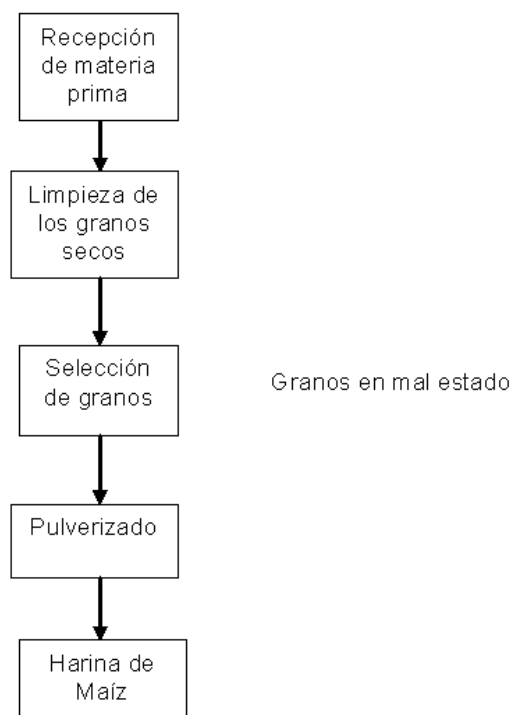 Recepción
de materia
prima
Limpieza de
los granos
secos
Selección
de granos
Granos en mal estado
Pulverizado
Harina de
Maíz